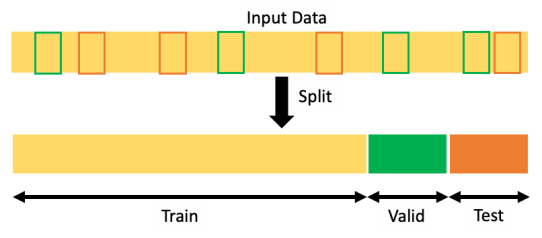 Input Data
Split
Train
Valid
Test